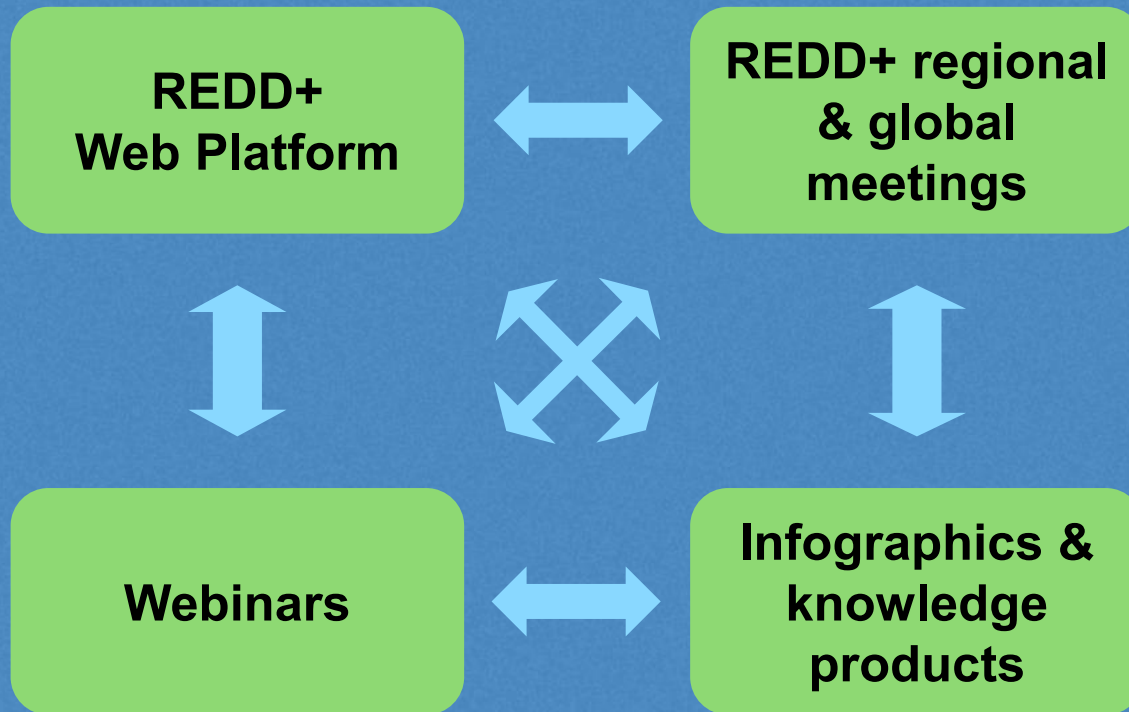 REDD+
Web Platform
REDD+ regional
& global
meetings
Webinars
Infographics &
knowledge
products